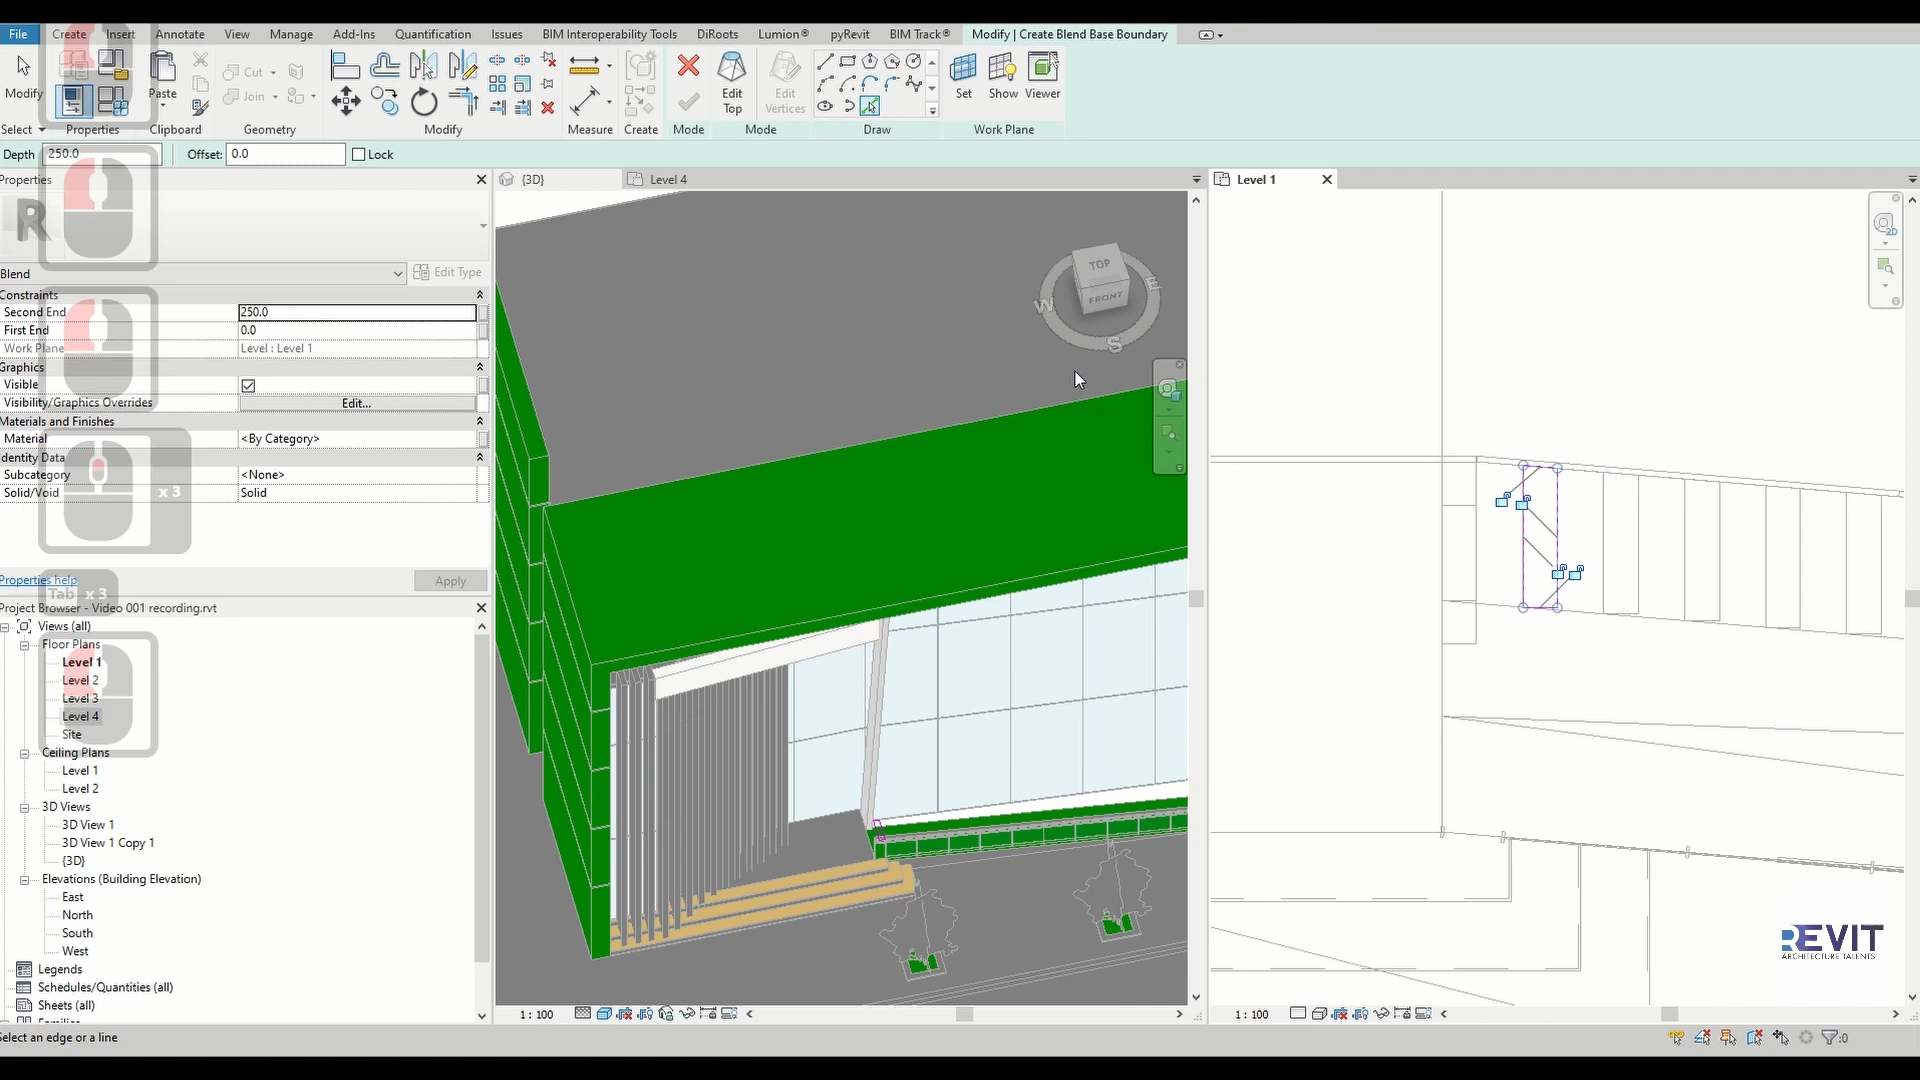 File Create Insert Annotate View Manage Add-Ins Quantification Issues BIM Interoperability Tools DiRoots Lumion® pyRevit BIM Track® Modify | Create Blend Base Boundary
Modify Paste Cut Join Edit Top Edit Vertices Set Show Viewer
Select Properties Clipboard Geometry Modify Measure Create Mode Mode Draw Work Plane
Depth 250.0 Offset: 0.0 Lock
Properties
{3D} Level 4
Level 1
R
Blend Edit Type
Constraints
Second End 250.0
First End 0.0
Work Plane Level : Level 1
Graphics
Visible
Visibility/Graphics Overrides Edit...
Materials and Finishes
Material <By Category>
Identity Data
Subcategory <None>
Solid/Void Solid
x 3
Properties help Apply
Tab x 3
Project Browser - Video 001 recording.rvt
Views (all)
Floor Plans
Level 1
Level 2
Level 3
Level 4
Site
Ceiling Plans
Level 1
Level 2
3D Views
3D View 1
3D View 1 Copy 1
{3D}
Elevations (Building Elevation)
East
North
South
West
Legends
Schedules/Quantities (all)
Sheets (all)
TOP
FRONT
W
E
S
2D
REVIT
ARCHITECTURE TALENTS
1 : 100
1 : 100
Select an edge or a line
:0